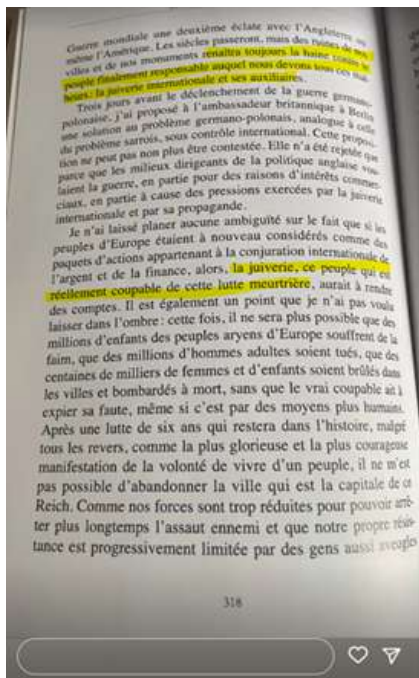 Guerre mondiale une deuxième éclate avec l'Angleterre ou
même l'Amérique. Les siècles passeront, mais des ruines de nos
villes et de nos monuments renaîtra toujours la haine contre le
peuple finalement responsable auquel nous devons tous ces mal-
heurs : la juiverie internationale et ses auxiliaires.
Trois jours avant le déclenchement de la guerre germano-
polonaise, j'ai proposé à l'ambassadeur britannique à Berlin
une solution au problème germano-polonais, analogue à celle
du problème sarrois, sous contrôle international. Cette proposi-
tion ne peut pas non plus être contestée. Elle n'a été rejetée que
parce que les milieux dirigeants de la politique anglaise vou-
laient la guerre, en partie pour des raisons d'intérêts commer-
ciaux, en partie à cause des pressions exercées par la juiverie
internationale et par sa propagande.
Je n'ai laissé planer aucune ambiguïté sur le fait que si les
peuples d'Europe étaient à nouveau considérés comme des
paquets d'actions appartenant à la conjuration internationale de
l'argent et de la finance, alors, la juiverie, ce peuple qui est
réellement coupable de cette lutte meurtrière, aurait à rendre
des comptes. Il est également un point que je n'ai pas voulu
laisser dans l'ombre : cette fois, il ne sera plus possible que des
millions d'enfants des peuples aryens d'Europe souffrent de la
faim, que des millions d'hommes adultes soient tués, que des
centaines de milliers de femmes et d'enfants soient brûlés dans
les villes et bombardés à mort, sans que le vrai coupable ait à
expier sa faute, même si c'est par des moyens plus humains.
Après une lutte de six ans qui restera dans l'histoire, malgré
tous les revers, comme la plus glorieuse et la plus courageuse
manifestation de la volonté de vivre d'un peuple, il ne m'est
pas possible d'abandonner la ville qui est la capitale de ce
Reich. Comme nos forces sont trop réduites pour pouvoir arrê-
ter plus longtemps l'assaut ennemi et que notre propre résis-
tance est progressivement limitée par des gens aussi aveugles
318